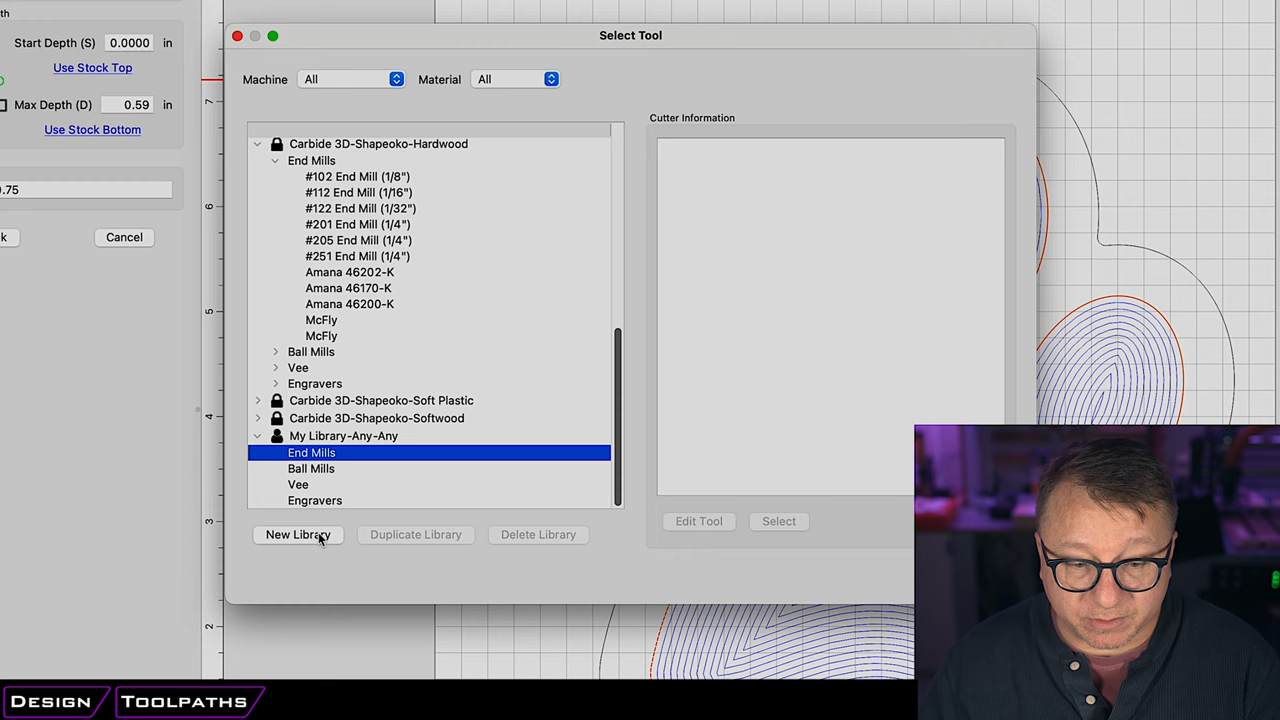 th
Start Depth (S) 0.0000 in
Use Stock Top
Max Depth (D) 0.59 in
Use Stock Bottom
.75
k Cancel
7
6
5
4
3
2
Select Tool
Machine All Material All
Carbide 3D-Shapeoko-Hardwood
End Mills
#102 End Mill (1/8")
#112 End Mill (1/16")
#122 End Mill (1/32")
#201 End Mill (1/4")
#205 End Mill (1/4")
#251 End Mill (1/4")
Amana 46202-K
Amana 46170-K
Amana 46200-K
McFly
McFly
Ball Mills
Vee
Engravers
Carbide 3D-Shapeoko-Soft Plastic
Carbide 3D-Shapeoko-Softwood
My Library-Any-Any
End Mills
Ball Mills
Vee
Engravers
New Library Duplicate Library Delete Library
Cutter Information
Edit Tool Select
Design Toolpaths